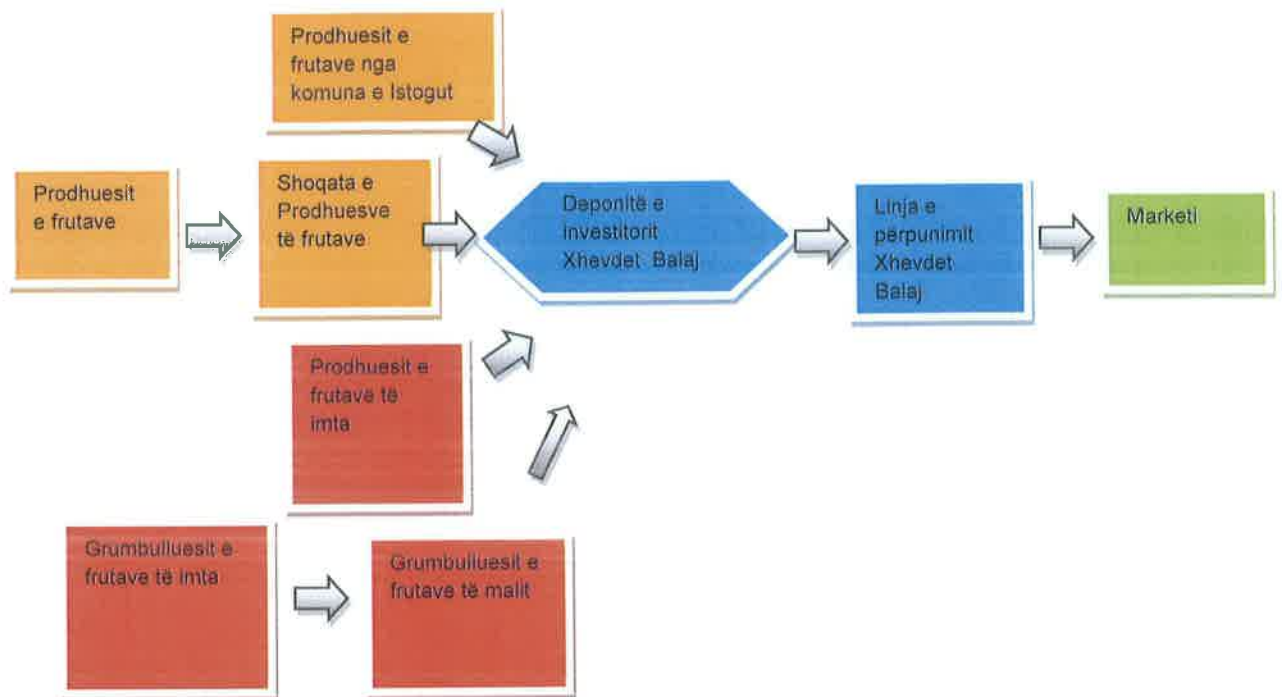 Prodhuesit e
frutave nga
komuna e Istogut
Prodhuesit
e frutave
Shoqata e
Prodhuesve
të frutave
Deponitë e
investitorit
Xhevdet Balaj
Linja e
përpunimit
Xhevdet
Balaj
Marketi
Prodhuesit e
frutave të
imta
Grumbulluesit e
frutave të imta
Grumbulluesit e
frutave të malit